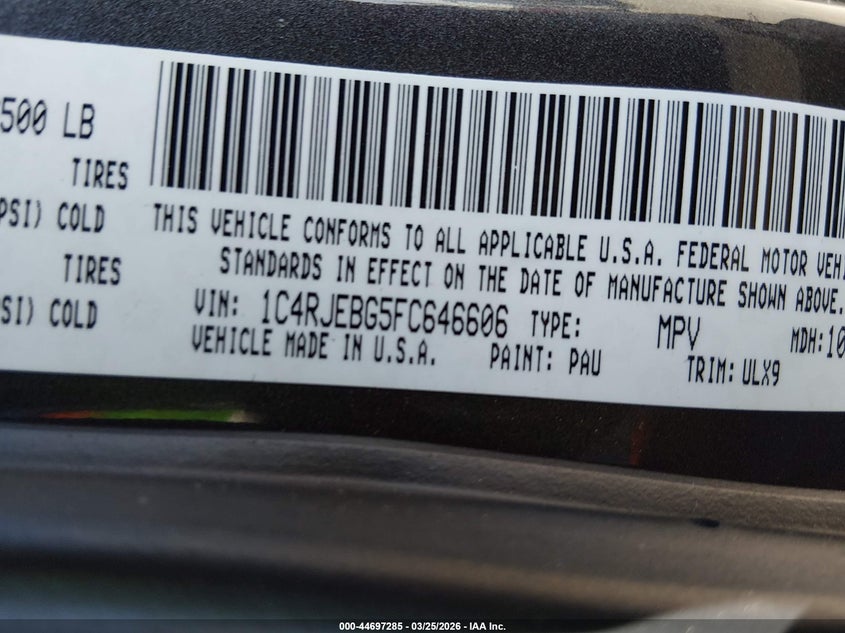 500 LB
TIRES
PSI) COLD
TIRES
SI) COLD
THIS VEHICLE CONFORMS TO ALL APPLICABLE U.S.A. FEDERAL MOTOR VEHI
STANDARDS IN EFFECT ON THE DATE OF MANUFACTURE SHOWN ABOVE.
VIN: 1C4RJEBG5FC646606 TYPE: MPV MDH:10
VEHICLE MADE IN U.S.A. PAINT: PAU TRIM: ULX9
000-44697285 - 03/25/2026 - IAA Inc.